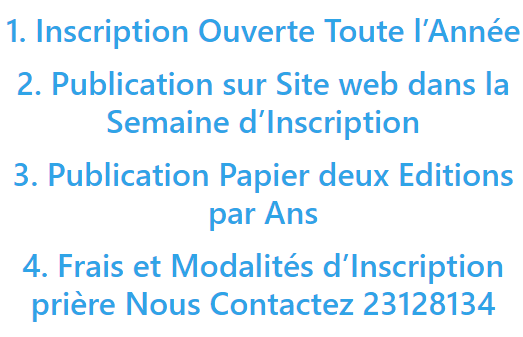 1. Inscription Ouverte Toute l’Année
2. Publication sur Site web dans la
Semaine d’Inscription
3. Publication Papier deux Editions
par Ans
4. Frais et Modalités d’Inscription
prière Nous Contactez 23128134